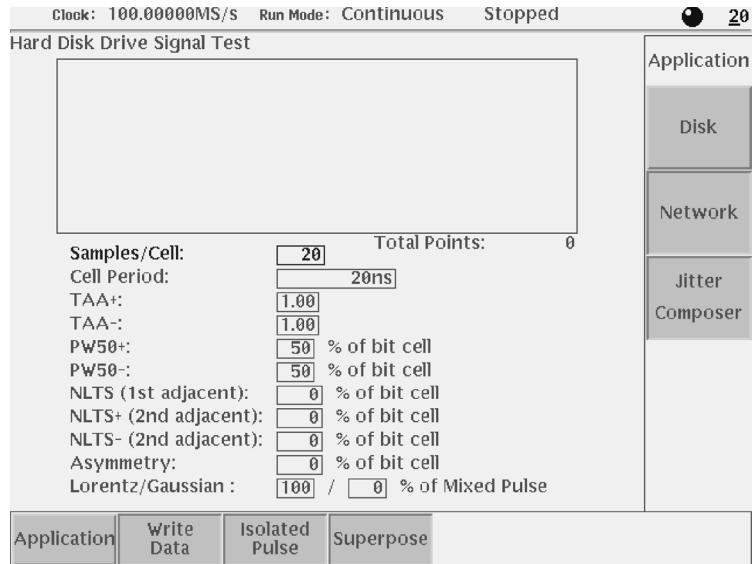 Clock: 100.00000MS/s Run Mode: Continuous Stopped 20
Hard Disk Drive Signal Test
Total Points: 0
Samples/Cell: 20
Cell Period: 20ns
TAA+: 1.00
TAA-: 1.00
PW50+: 50 % of bit cell
PW50-: 50 % of bit cell
NLTS (1st adjacent): 0 % of bit cell
NLTS+ (2nd adjacent): 0 % of bit cell
NLTS- (2nd adjacent): 0 % of bit cell
Asymmetry: 0 % of bit cell
Lorentz/Gaussian : 100 / 0 % of Mixed Pulse
Application
Disk
Network
Jitter
Composer
Application
Write
Data
Isolated
Pulse
Superpose